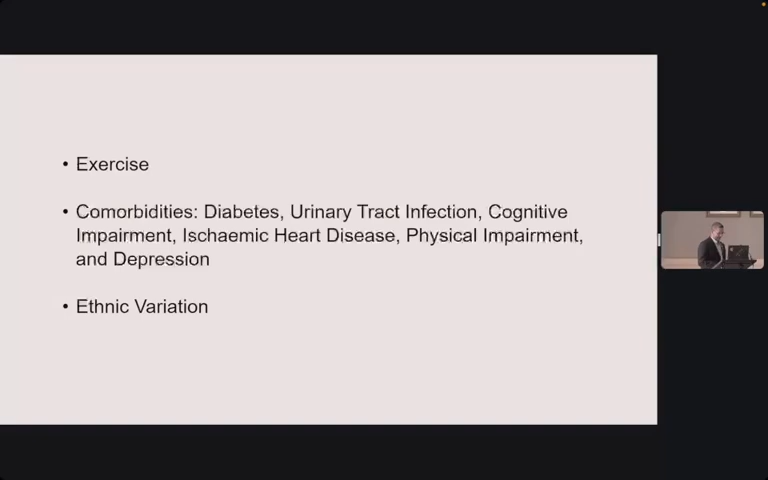 • Exercise
• Comorbidities: Diabetes, Urinary Tract Infection, Cognitive
Impairment, Ischaemic Heart Disease, Physical Impairment,
and Depression
• Ethnic Variation